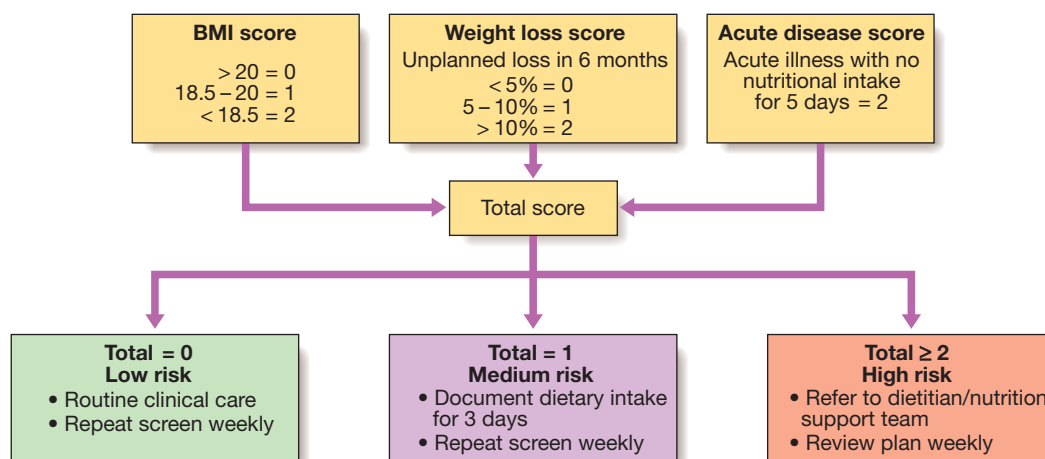 BMI score
> 20 = 0
18.5 – 20 = 1
< 18.5 = 2
Weight loss score
Unplanned loss in 6 months
< 5% = 0
5 – 10% = 1
> 10% = 2
Acute disease score
Acute illness with no
nutritional intake
for 5 days = 2
Total score
Total = 0
Low risk
• Routine clinical care
• Repeat screen weekly
Total = 1
Medium risk
• Document dietary intake
for 3 days
• Repeat screen weekly
Total ≥ 2
High risk
• Refer to dietitian/nutrition
support team
• Review plan weekly